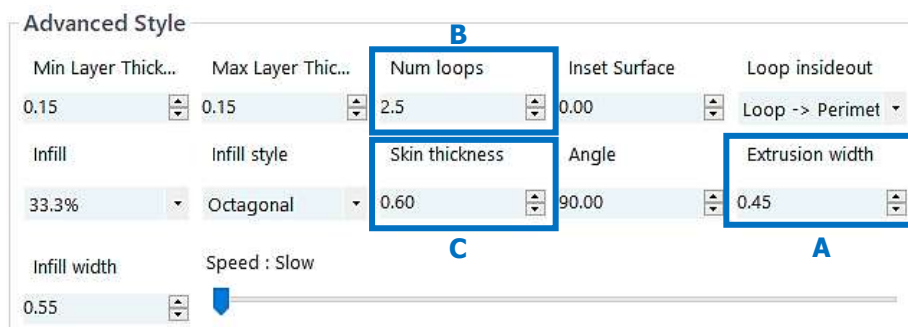 Advanced Style
B
Min Layer Thick... Max Layer Thic... Num loops Inset Surface Loop insideout
0.15 0.15 2.5 0.00 Loop -> Perimet
Infill Infill style Skin thickness Angle Extrusion width
33.3% Octagonal 0.60 90.00 0.45
C A
Infill width Speed : Slow
0.55